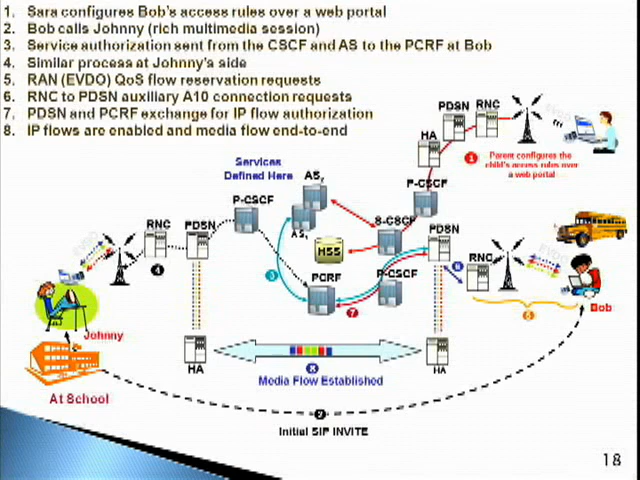 1. Sara configures Bob's access rules over a web portal
2. Bob calls Johnny (rich multimedia session)
3. Service authorization sent from the CSCF and AS to the PCRF at Bob
4. Similar process at Johnny's side
5. RAN (EVDO) QoS flow reservation requests
6. RNC to PDSN auxiliary A10 connection requests
7. PDSN and PCRF exchange for IP flow authorization
8. IP flows are enabled and media flow end-to-end
PDSN
RNC
EVDO
HA
1
Parent configures the
child's access rules over
a web portal
Services
Defined Here
AS2
P-CSCF
P-CSCF
RNC
PDSN
AS1
S-CSCF
PDSN
EVDO
HSS
RNC
EVDO
4
3
PCRF
P-CSCF
6
7
5
Bob
Johnny
HA
8
HA
Media Flow Established
At School
2
Initial SIP INVITE
18